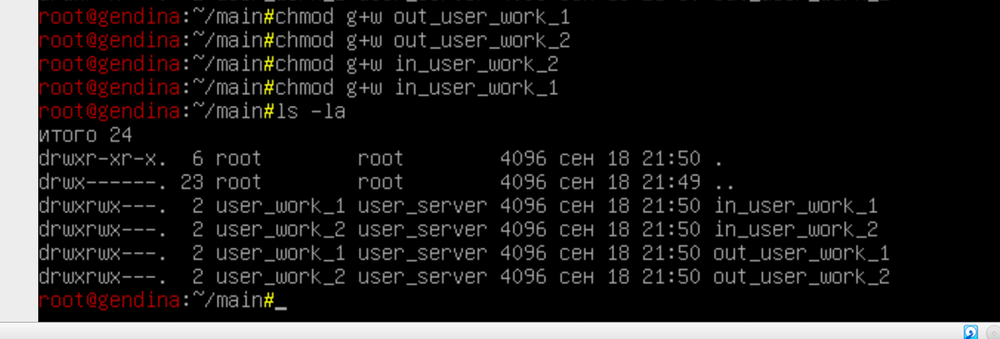 root@gendina:~/main#chmod g+w out_user_work_1
root@gendina:~/main#chmod g+w out_user_work_2
root@gendina:~/main#chmod g+w in_user_work_2
root@gendina:~/main#chmod g+w in_user_work_1
root@gendina:~/main#ls -la
итого 24
drwxr-xr-x.  6 root        root        4096 сен 18 21:50 .
drwx------. 23 root        root        4096 сен 18 21:49 ..
drwxrwx---.  2 user_work_1 user_server 4096 сен 18 21:50 in_user_work_1
drwxrwx---.  2 user_work_2 user_server 4096 сен 18 21:50 in_user_work_2
drwxrwx---.  2 user_work_1 user_server 4096 сен 18 21:50 out_user_work_1
drwxrwx---.  2 user_work_2 user_server 4096 сен 18 21:50 out_user_work_2
root@gendina:~/main#_